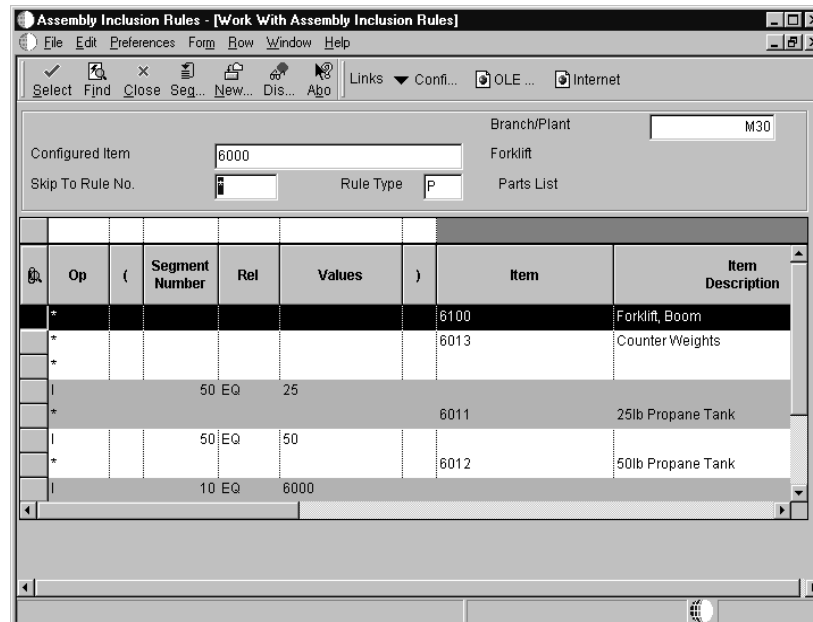 Assembly Inclusion Rules - [Work With Assembly Inclusion Rules]
File Edit Preferences Form Row Window Help
Select Find Close Seg... New... Dis... Abo Links Confi... OLE ... Internet
Branch/Plant M30
Configured Item 6000 Forklift
Skip To Rule No. * Rule Type P Parts List
Op ( Segment Number Rel Values ) Item Item Description
* 6100 Forklift, Boom
* 6013 Counter Weights
*
I 50 EQ 25
* 6011 25lb Propane Tank
I 50 EQ 50
* 6012 50lb Propane Tank
I 10 EQ 6000